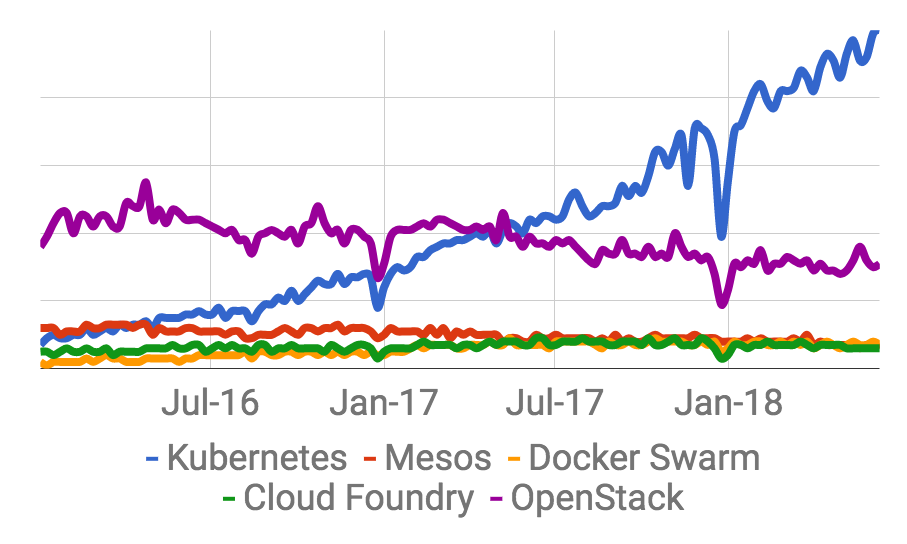 Jul-16 Jan-17 Jul-17 Jan-18
Kubernetes Mesos Docker Swarm
Cloud Foundry OpenStack